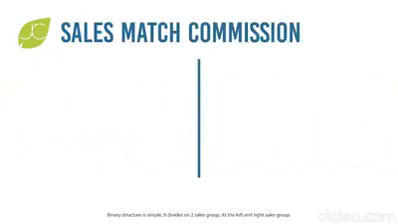 jc SALES MATCH COMMISSION
Binary structure is simple, it divides on 2 sales group, its the left and right sales group
clideo.com